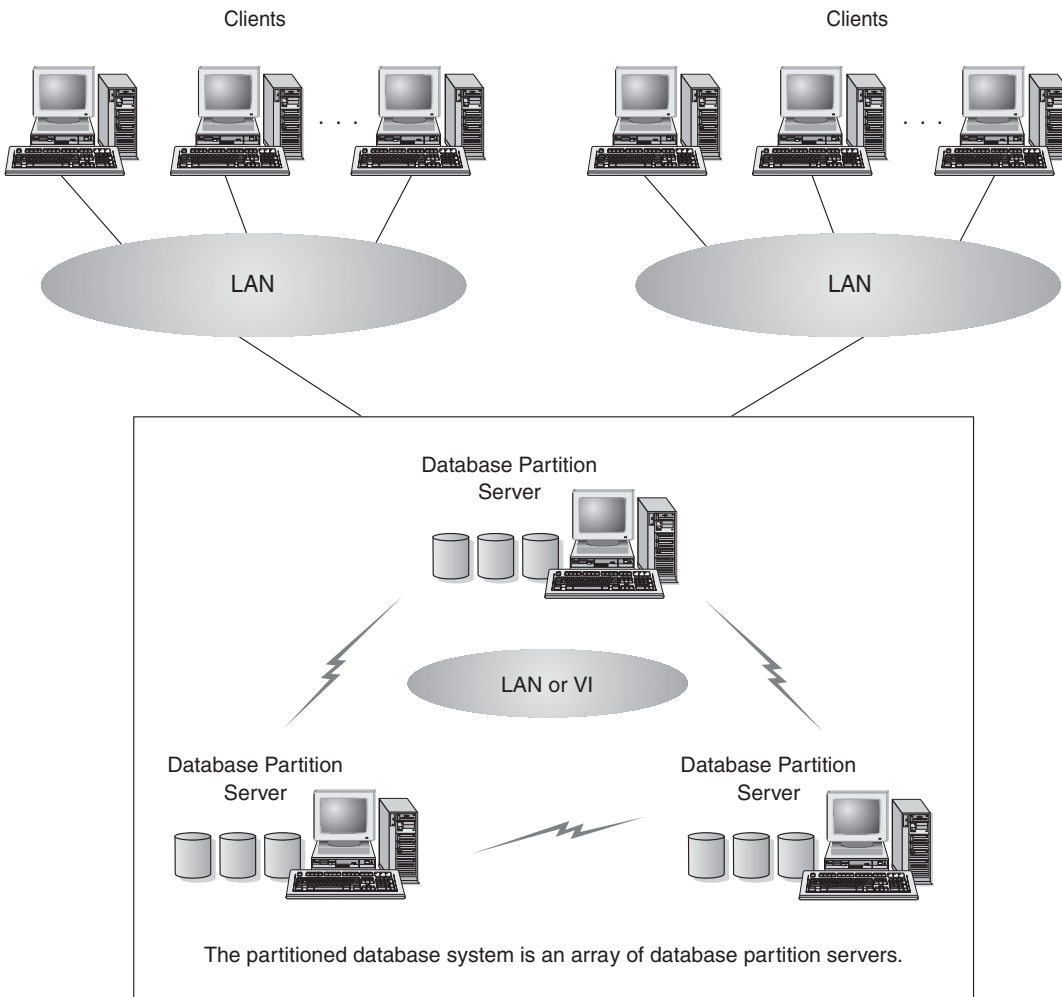 Clients
Clients
. . .
. . .
LAN
LAN
Database Partition
Server
LAN or VI
Database Partition
Server
Database Partition
Server
The partitioned database system is an array of database partition servers.